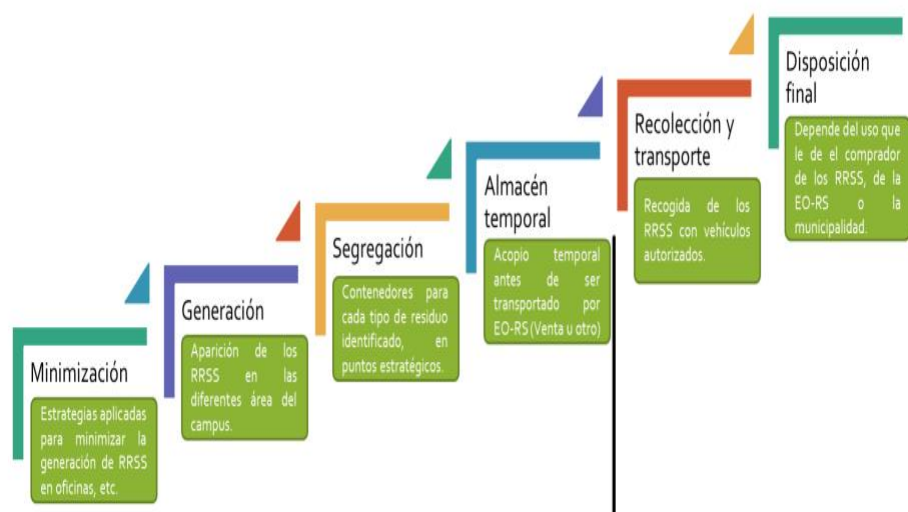 Minimización
Estrategias aplicadas
para minimizar la
generación de RRSS
en oficinas, etc.
Generación
Aparición de los
RRSS en las
diferentes área del
campus.
Segregación
Contenedores para
cada tipo de residuo
identificado, en
puntos estratégicos.
Almacén
temporal
Acopio temporal
antes de ser
transportado por
EO-RS (Venta u otro)
Recolección y
transporte
Recogida de los
RRSS con vehículos
autorizados.
Disposición
final
Depende del uso que
le de el comprador
de los RRSS, de la
EO-RS o la
municipalidad.